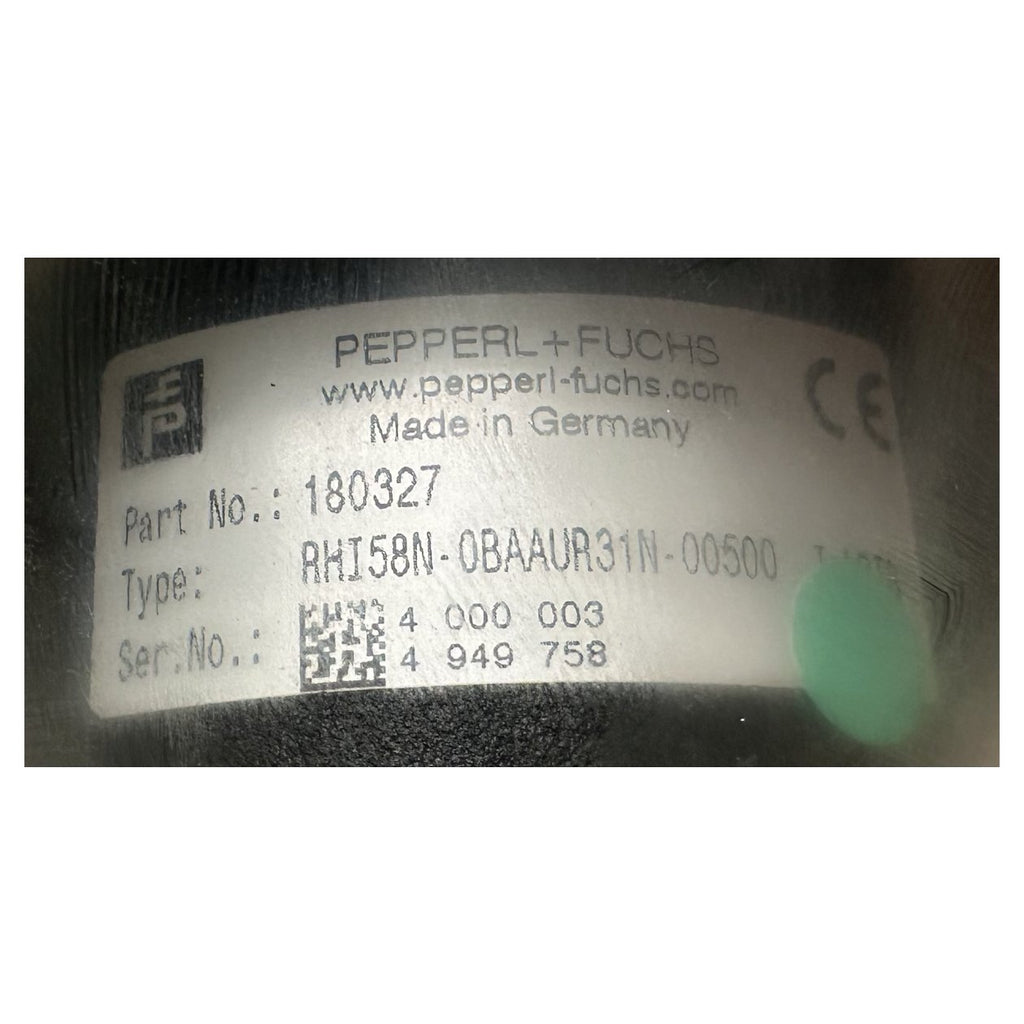 PEPPERL+FUCHS
www.pepperl-fuchs.com
Made in Germany
CE
Part No.: 180327
Type: RHI58N-0BAAUR31N-00500
Ser.No.: 4 000 003
4 949 758